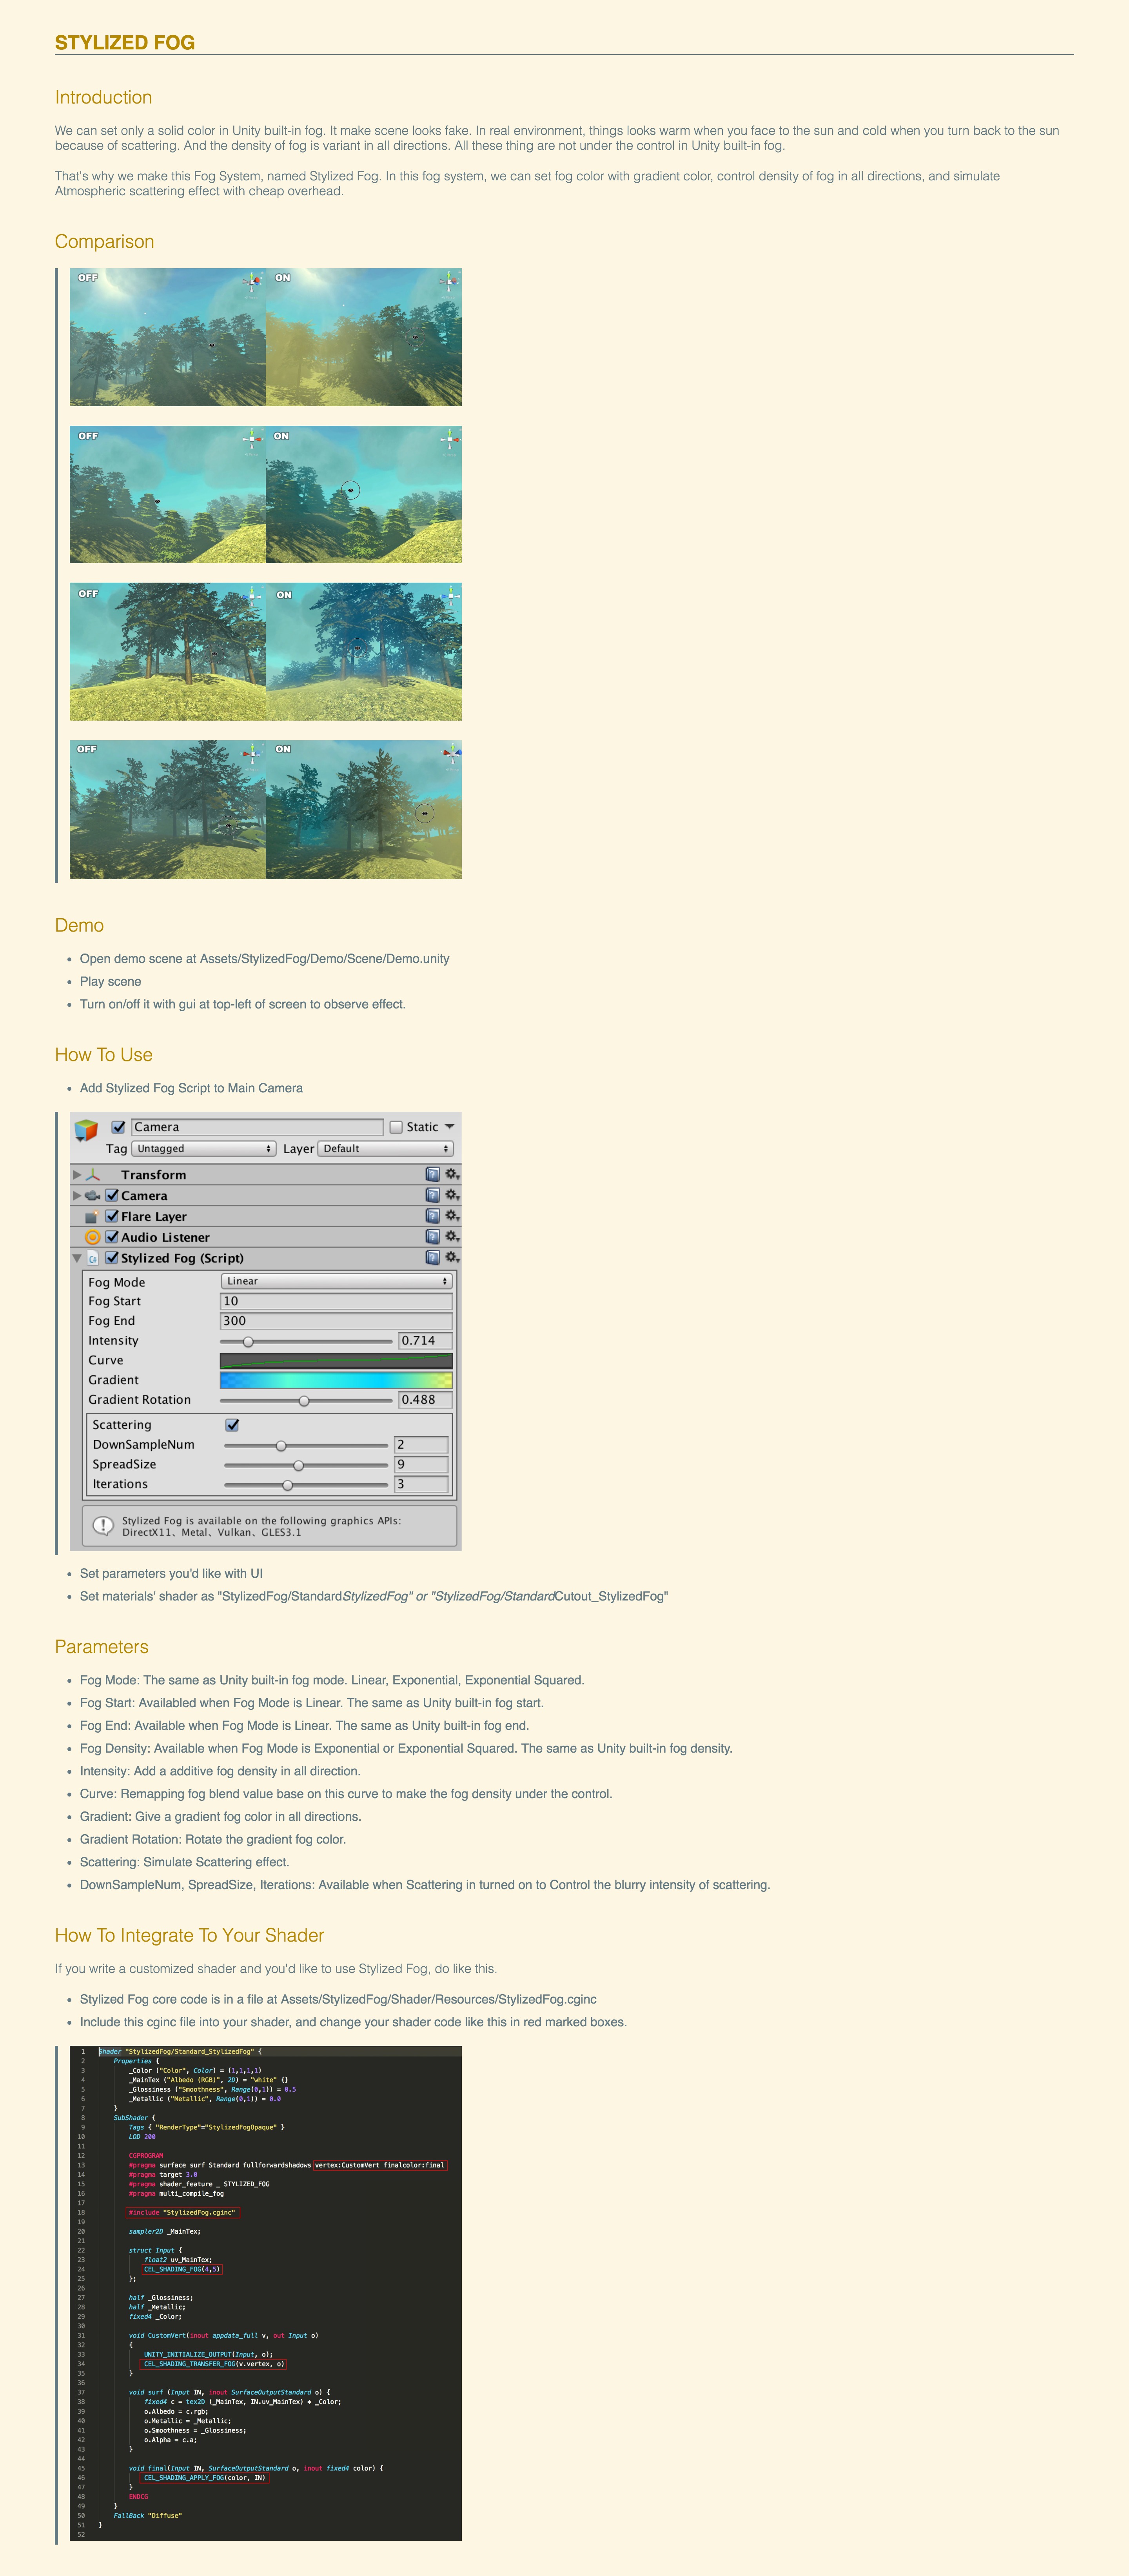 STYLIZED FOG
Introduction
We can set only a solid color in Unity built-in fog. It make scene looks fake. In real environment, things looks warm when you face to the sun and cold when you turn back to the sun
because of scattering. And the density of fog is variant in all directions. All these thing are not under the control in Unity built-in fog.
That's why we make this Fog System, named Stylized Fog. In this fog system, we can set fog color with gradient color, control density of fog in all directions, and simulate
Atmospheric scattering effect with cheap overhead.
Comparison
OFF ON
OFF ON
OFF ON
OFF ON
Demo
• Open demo scene at Assets/StylizedFog/Demo/Scene/Demo.unity
• Play scene
• Turn on/off it with gui at top-left of screen to observe effect.
How To Use
• Add Stylized Fog Script to Main Camera
Camera Static
Tag Untagged Layer Default
Transform
Camera
Flare Layer
Audio Listener
Stylized Fog (Script)
Fog Mode Linear
Fog Start 10
Fog End 300
Intensity 0.714
Curve
Gradient
Gradient Rotation 0.488
Scattering
DownSampleNum 2
SpreadSize 9
Iterations 3
Stylized Fog is available on the following graphics APIs:
DirectX11、Metal、Vulkan、GLES3.1
• Set parameters you'd like with UI
• Set materials' shader as "StylizedFog/StandardStylizedFog" or "StylizedFog/StandardCutout_StylizedFog"
Parameters
• Fog Mode: The same as Unity built-in fog mode. Linear, Exponential, Exponential Squared.
• Fog Start: Availabled when Fog Mode is Linear. The same as Unity built-in fog start.
• Fog End: Available when Fog Mode is Linear. The same as Unity built-in fog end.
• Fog Density: Available when Fog Mode is Exponential or Exponential Squared. The same as Unity built-in fog density.
• Intensity: Add a additive fog density in all direction.
• Curve: Remapping fog blend value base on this curve to make the fog density under the control.
• Gradient: Give a gradient fog color in all directions.
• Gradient Rotation: Rotate the gradient fog color.
• Scattering: Simulate Scattering effect.
• DownSampleNum, SpreadSize, Iterations: Available when Scattering in turned on to Control the blurry intensity of scattering.
How To Integrate To Your Shader
If you write a customized shader and you'd like to use Stylized Fog, do like this.
• Stylized Fog core code is in a file at Assets/StylizedFog/Shader/Resources/StylizedFog.cginc
• Include this cginc file into your shader, and change your shader code like this in red marked boxes.
1 Shader "StylizedFog/Standard_StylizedFog" {
2 Properties {
3 _Color ("Color", Color) = (1,1,1,1)
4 _MainTex ("Albedo (RGB)", 2D) = "white" {}
5 _Glossiness ("Smoothness", Range(0,1)) = 0.5
6 _Metallic ("Metallic", Range(0,1)) = 0.0
7 }
8 SubShader {
9 Tags { "RenderType"="StylizedFogOpaque" }
10 LOD 200
11
12 CGPROGRAM
13 #pragma surface surf Standard fullforwardshadows vertex:CustomVert finalcolor:final
14 #pragma target 3.0
15 #pragma shader_feature _ STYLIZED_FOG
16 #pragma multi_compile_fog
17
18 #include "StylizedFog.cginc"
19
20 sampler2D _MainTex;
21
22 struct Input {
23 float2 uv_MainTex;
24 CEL_SHADING_FOG(4,5)
25 };
26
27 half _Glossiness;
28 half _Metallic;
29 fixed4 _Color;
30
31 void CustomVert(inout appdata_full v, out Input o)
32 {
33 UNITY_INITIALIZE_OUTPUT(Input, o);
34 CEL_SHADING_TRANSFER_FOG(v.vertex, o)
35 }
36
37 void surf (Input IN, inout SurfaceOutputStandard o) {
38 fixed4 c = tex2D (_MainTex, IN.uv_MainTex) * _Color;
39 o.Albedo = c.rgb;
40 o.Metallic = _Metallic;
41 o.Smoothness = _Glossiness;
42 o.Alpha = c.a;
43 }
44
45 void final(Input IN, SurfaceOutputStandard o, inout fixed4 color) {
46 CEL_SHADING_APPLY_FOG(color, IN)
47 }
48 ENDCG
49 }
50 FallBack "Diffuse"
51 }
52